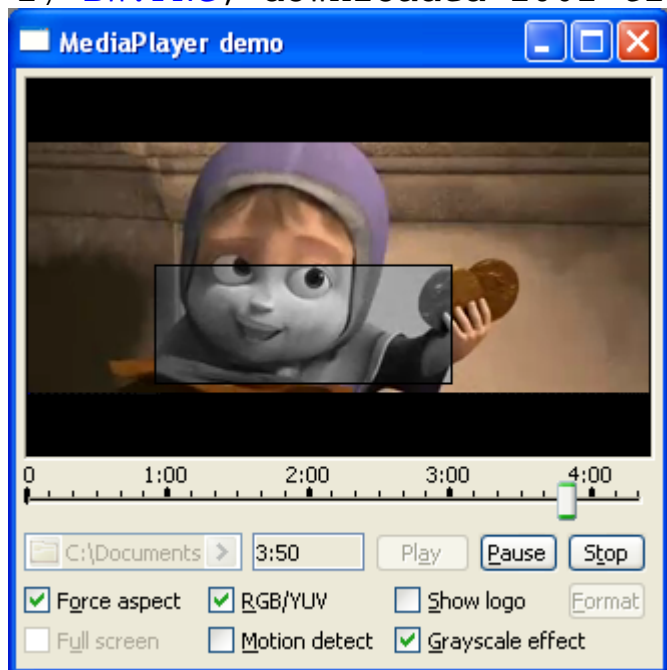 MediaPlayer demo
0 1:00 2:00 3:00 4:00
C:\Documents 3:50 Play Pause Stop
Force aspect RGB/YUV Show logo Format
Full screen Motion detect Grayscale effect